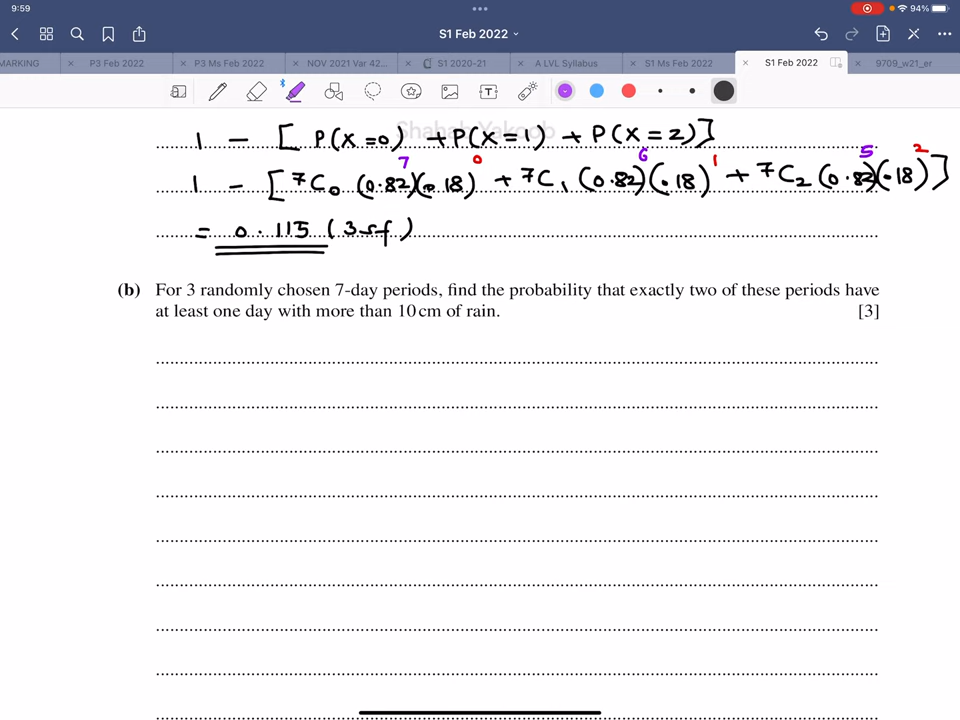 9:59
94%
S1 Feb 2022
MARKING
P3 Feb 2022
P3 Ms Feb 2022
NOV 2021 Var 42...
S1 2020-21
A LVL Syllabus
S1 Ms Feb 2022
S1 Feb 2022
9709_w21_er
Shaheb Yakoob
1 – [ P(X=0) + P(X=1) + P(X=2)]
1 – [ ⁷C₀ (0.82)⁷(.18)⁰ + ⁷C₁ (0.82)⁶(.18)¹ + ⁷C₂ (0.82)⁵(.18)² ]
= 0.115 (3sf)
(b) For 3 randomly chosen 7-day periods, find the probability that exactly two of these periods have
at least one day with more than 10 cm of rain. [3]